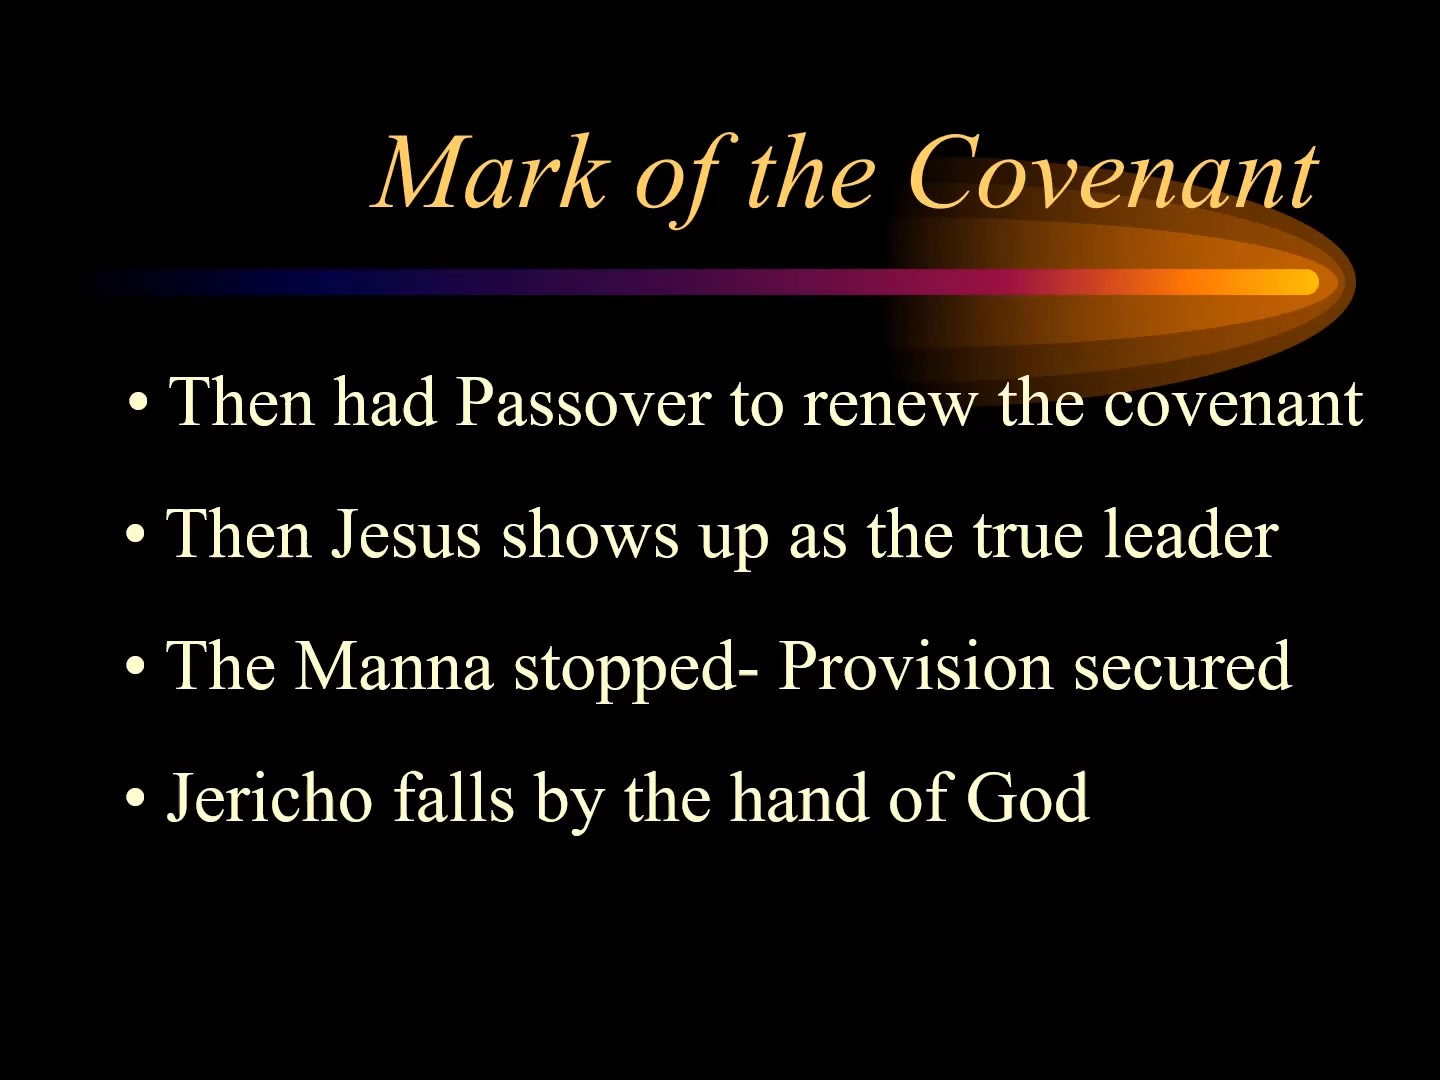 Mark of the Covenant
• Then had Passover to renew the covenant
• Then Jesus shows up as the true leader
• The Manna stopped- Provision secured
• Jericho falls by the hand of God